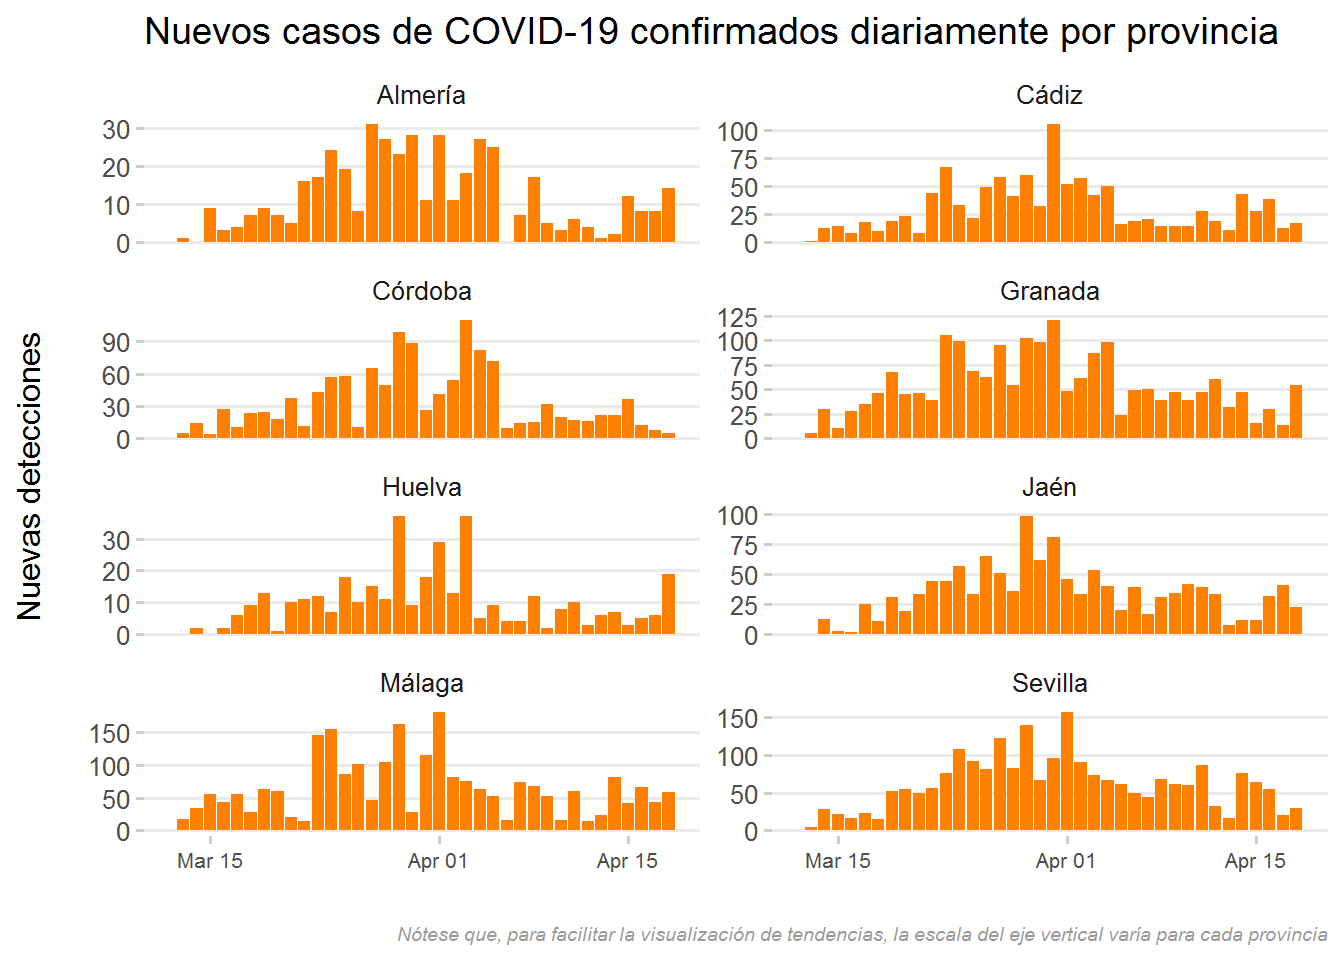 Nuevos casos de COVID-19 confirmados diariamente por provincia
Nuevas detecciones
Almería
30
20
10
0
Cádiz
100
75
50
25
0
Córdoba
90
60
30
0
Granada
125
100
75
50
25
0
Huelva
30
20
10
0
Jaén
100
75
50
25
0
Málaga
150
100
50
0
Mar 15 Apr 01 Apr 15
Sevilla
150
100
50
0
Mar 15 Apr 01 Apr 15
Nótese que, para facilitar la visualización de tendencias, la escala del eje vertical varía para cada provincia